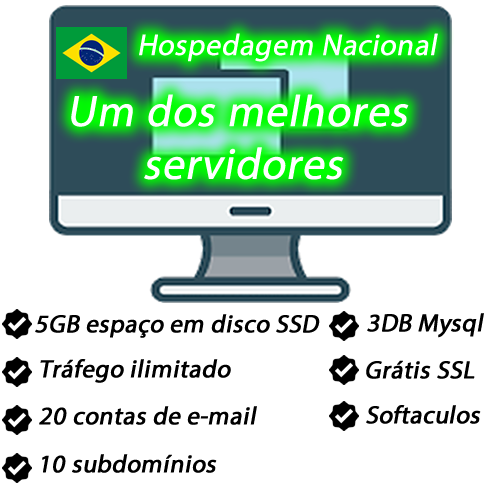 Hospedagem Nacional
Um dos melhores
servidores
5GB espaço em disco SSD
Tráfego ilimitado
20 contas de e-mail
10 subdomínios
3DB Mysql
Grátis SSL
Softaculos